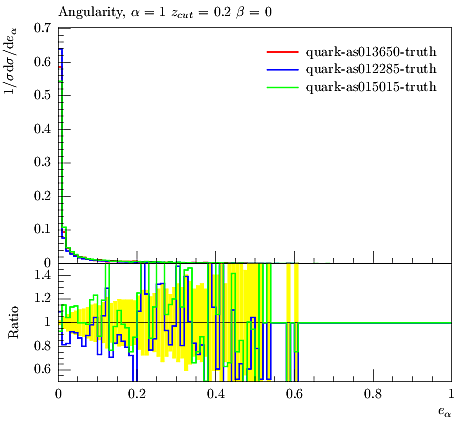 Angularity, α = 1 z_cut = 0.2 β = 0
1/σ dσ/de_α
0.7
0.6
0.5
0.4
0.3
0.2
0.1
0
quark-as013650-truth
quark-as012285-truth
quark-as015015-truth
Ratio
1.4
1.2
1
0.8
0.6
0 0.2 0.4 0.6 0.8 1
e_α